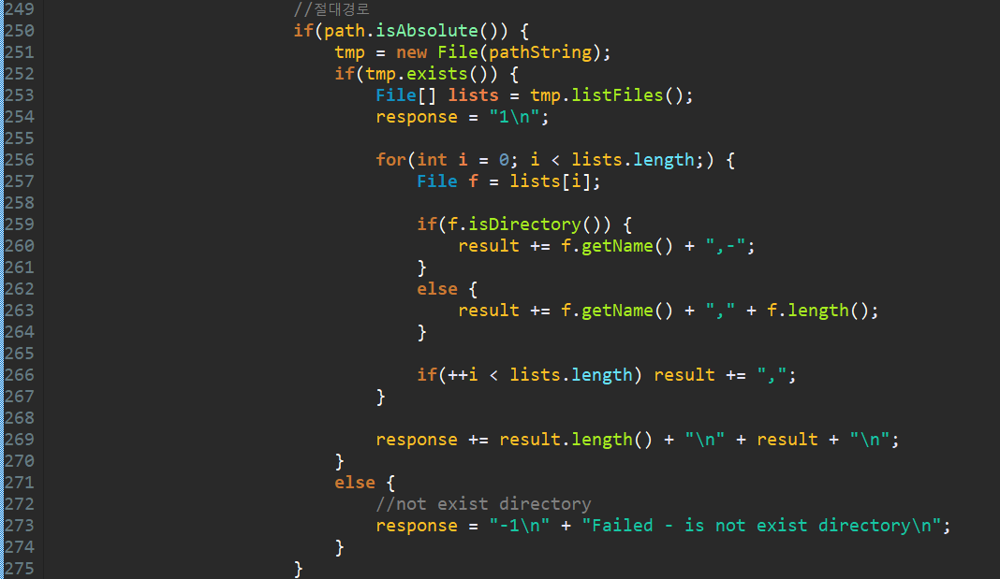 249 //절대경로
250 if(path.isAbsolute()) {
251 tmp = new File(pathString);
252 if(tmp.exists()) {
253 File[] lists = tmp.listFiles();
254 response = "1\n";
255
256 for(int i = 0; i < lists.length;) {
257 File f = lists[i];
258
259 if(f.isDirectory()) {
260 result += f.getName() + ",-";
261 }
262 else {
263 result += f.getName() + "," + f.length();
264 }
265
266 if(++i < lists.length) result += ",";
267 }
268
269 response += result.length() + "\n" + result + "\n";
270 }
271 else {
272 //not exist directory
273 response = "-1\n" + "Failed - is not exist directory\n";
274 }
275 }